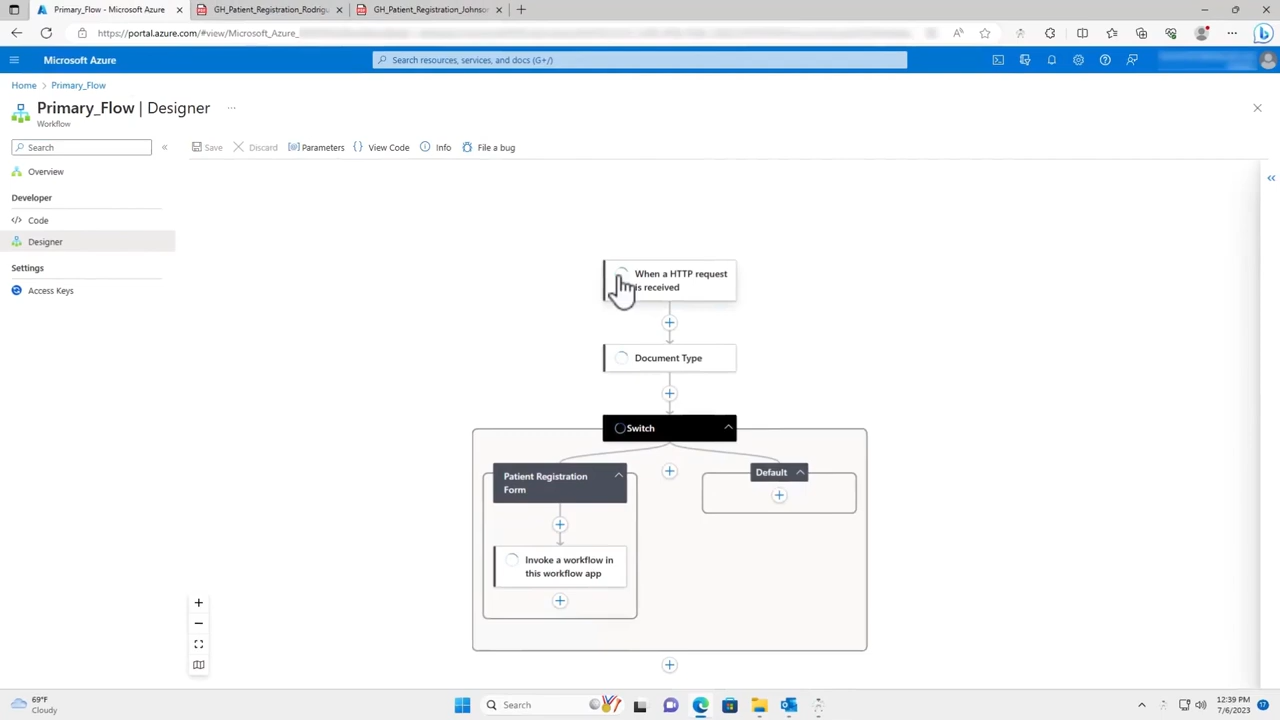 Primary_Flow - Microsoft Azure
GH_Patient_Registration_Rodrigu
GH_Patient_Registration_Johnson
https://portal.azure.com/#view/Microsoft_Azure_
Microsoft Azure
Search resources, services, and docs (G+/)
Home > Primary_Flow
Primary_Flow | Designer
...
Workflow
Search
«
Save
Discard
Parameters
View Code
Info
File a bug
Overview
Developer
Code
Designer
Settings
Access Keys
When a HTTP request
is received
Document Type
Switch
Patient Registration
Form
Default
Invoke a workflow in
this workflow app
69°F
Cloudy
Search
12:39 PM
7/6/2023
17